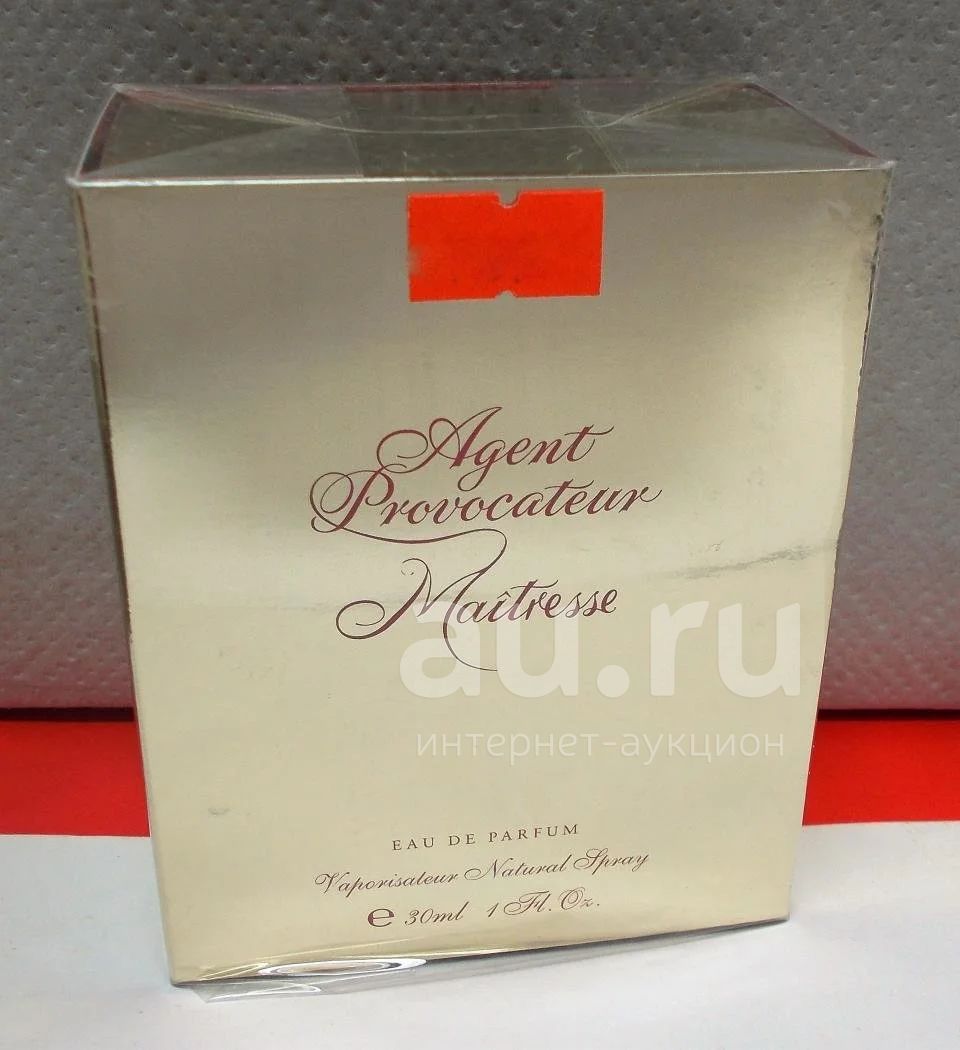 Agent
Provocateur
Maîtresse
au.ru
интернет-аукцион
EAU DE PARFUM
Vaporisateur Natural Spray
℮ 30ml 1 Fl. Oz.